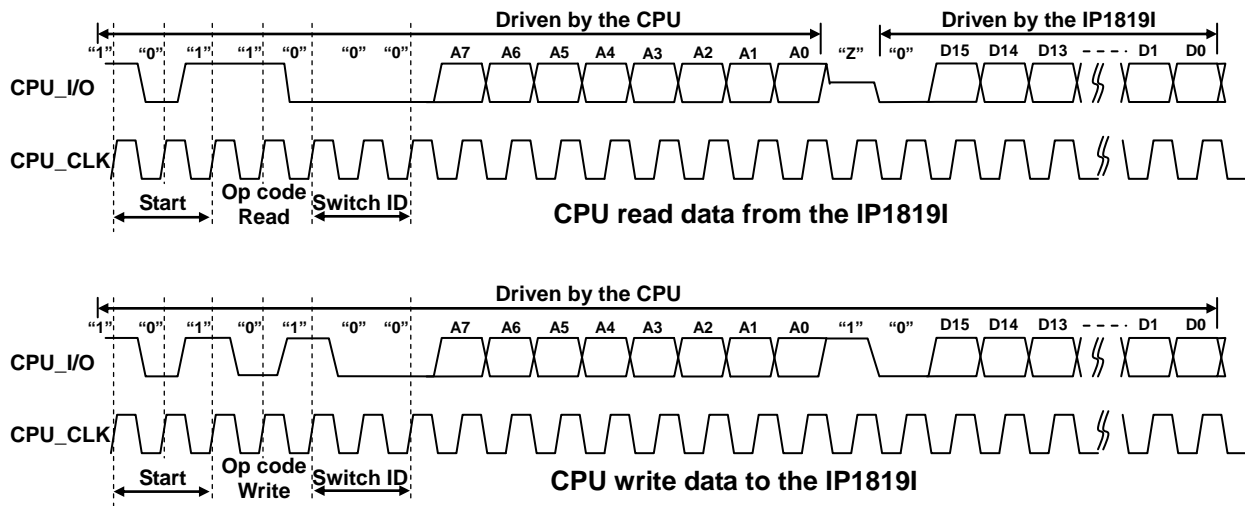 Driven by the CPU Driven by the IP1819I
“1” “0” “1” “1” “0” “0” “0” A7 A6 A5 A4 A3 A2 A1 A0 “Z” “0” D15 D14 D13 D1 D0
CPU_I/O
CPU_CLK
Start Op code Read Switch ID
CPU read data from the IP1819I
Driven by the CPU
“1” “0” “1” “0” “1” “0” “0” A7 A6 A5 A4 A3 A2 A1 A0 “1” “0” D15 D14 D13 D1 D0
CPU_I/O
CPU_CLK
Start Op code Write Switch ID
CPU write data to the IP1819I